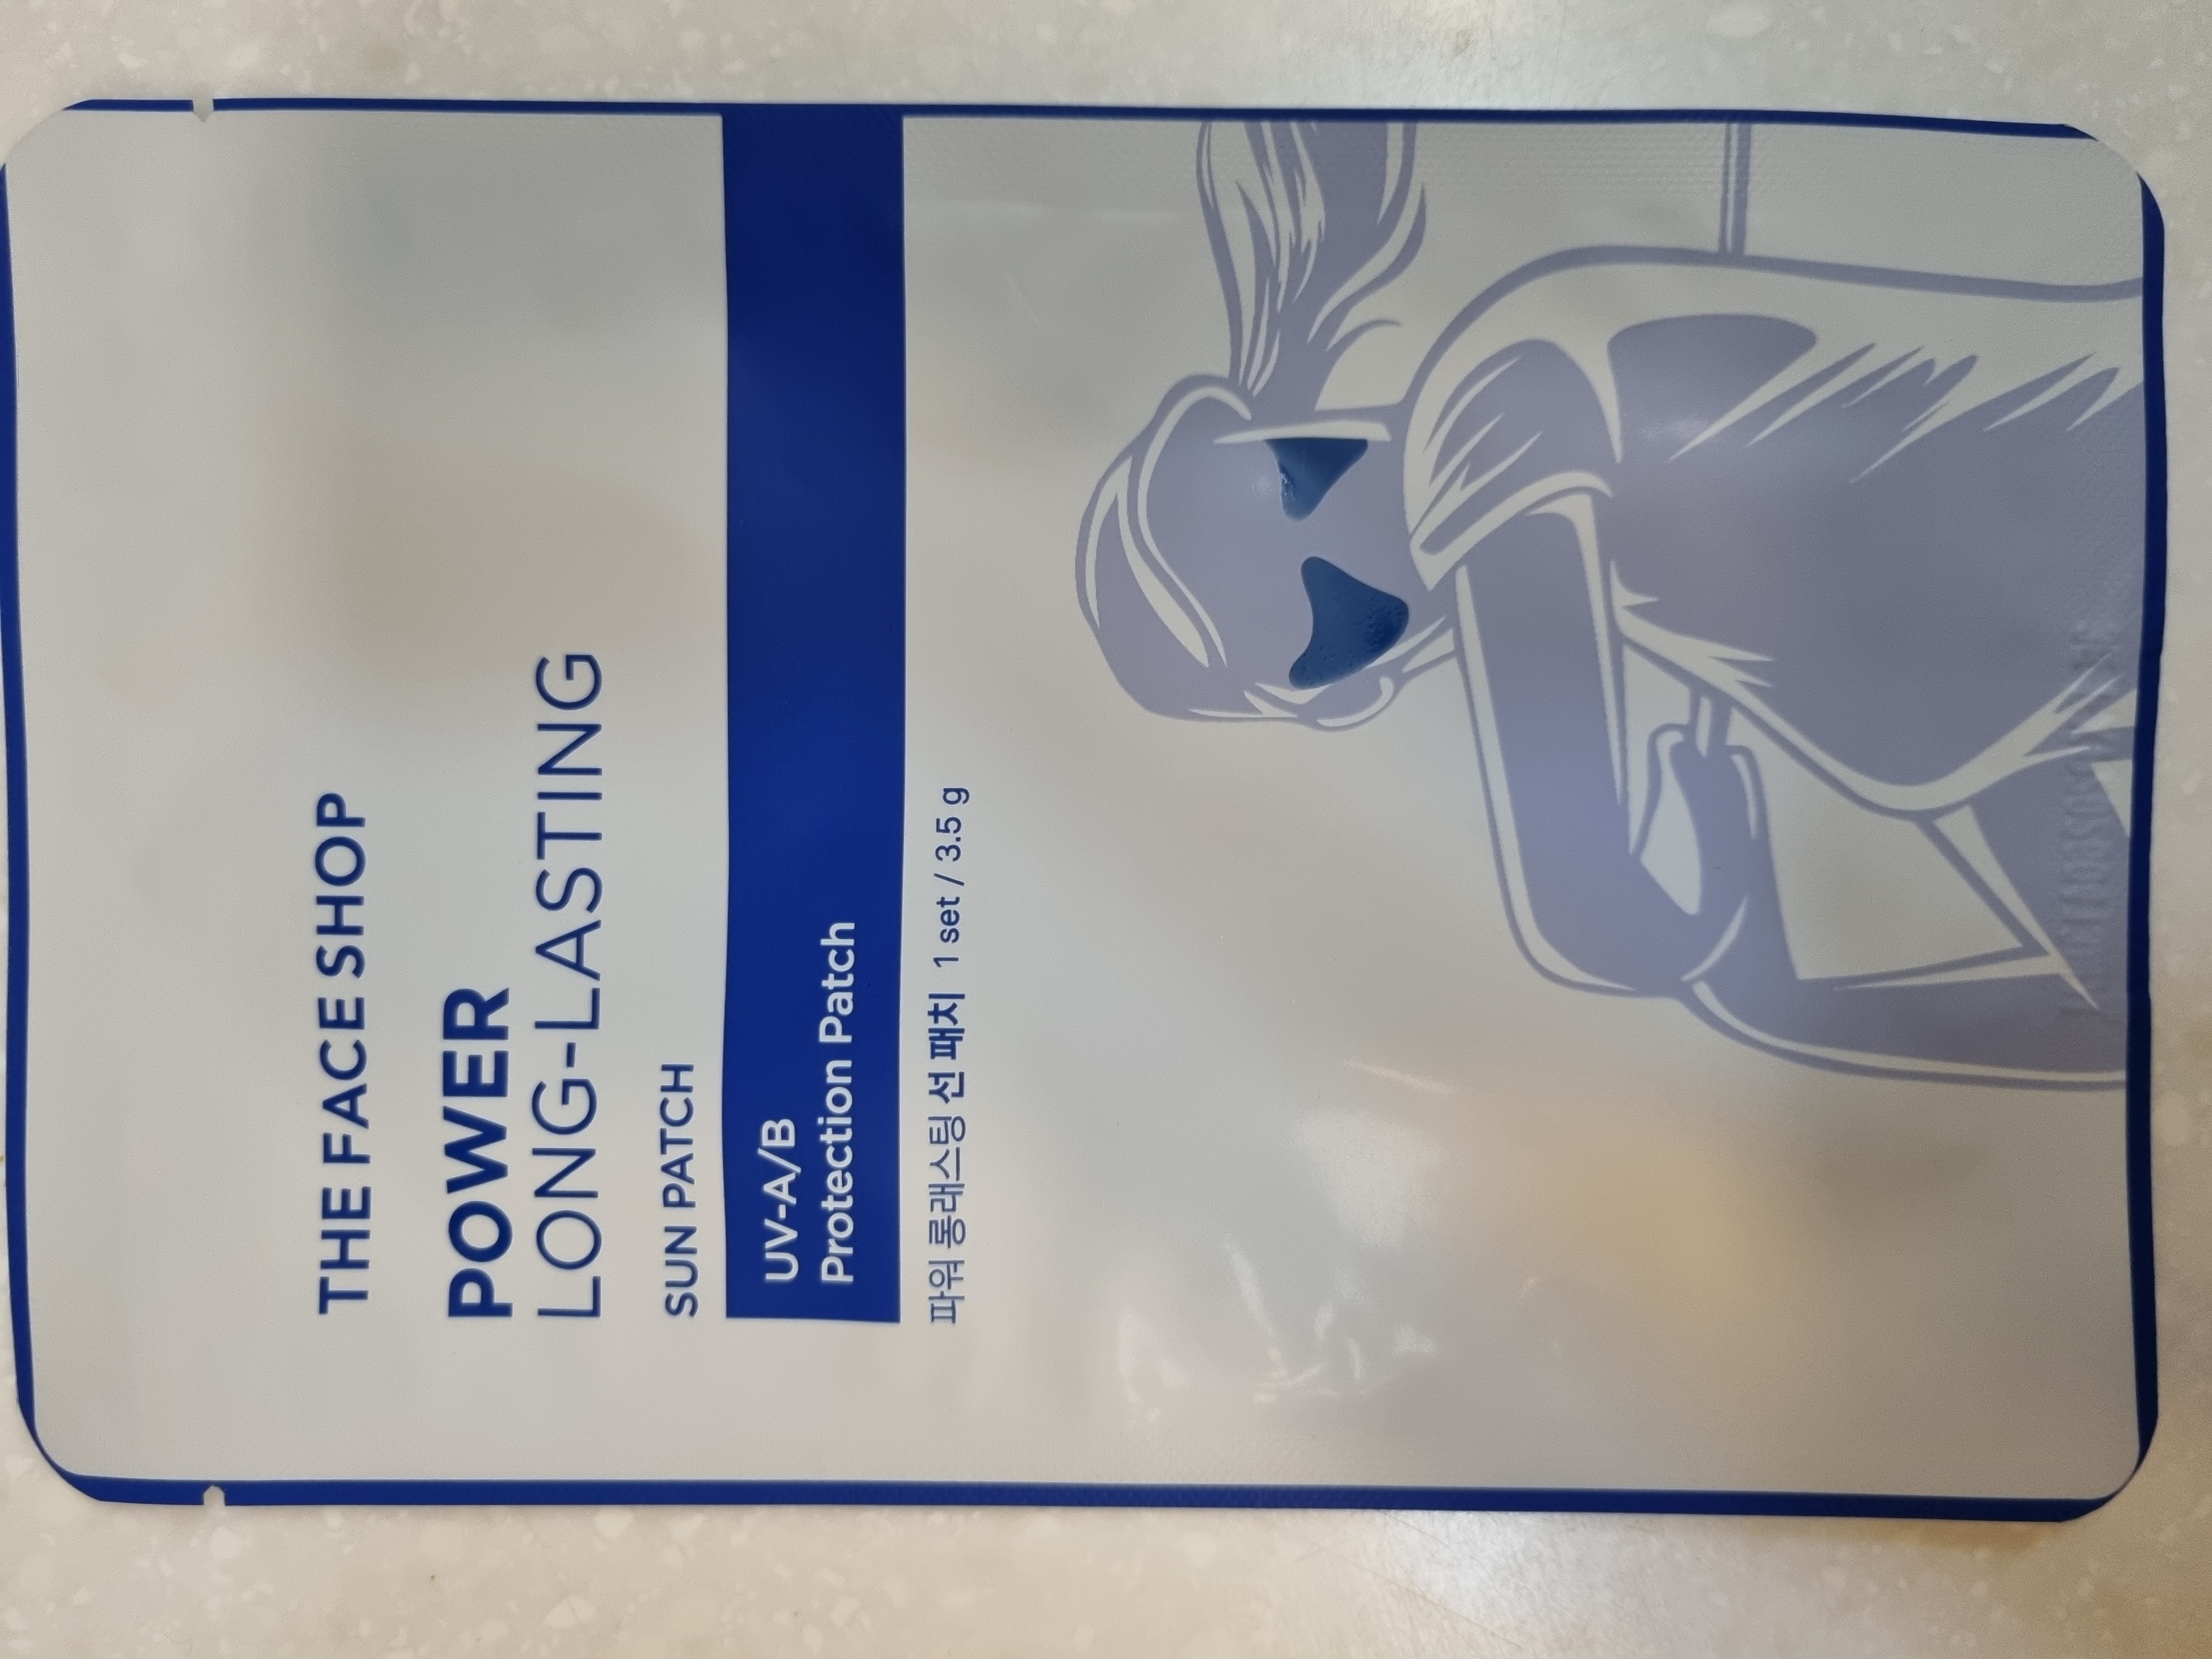 THE FACE SHOP
POWER
LONG-LASTING
SUN PATCH
UV-A/B
Protection Patch
파워 롱래스팅 선 패치 1 set / 3.5 g